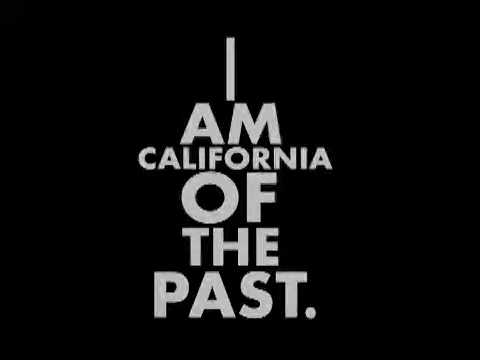 I
AM
CALIFORNIA
OF
THE
PAST.